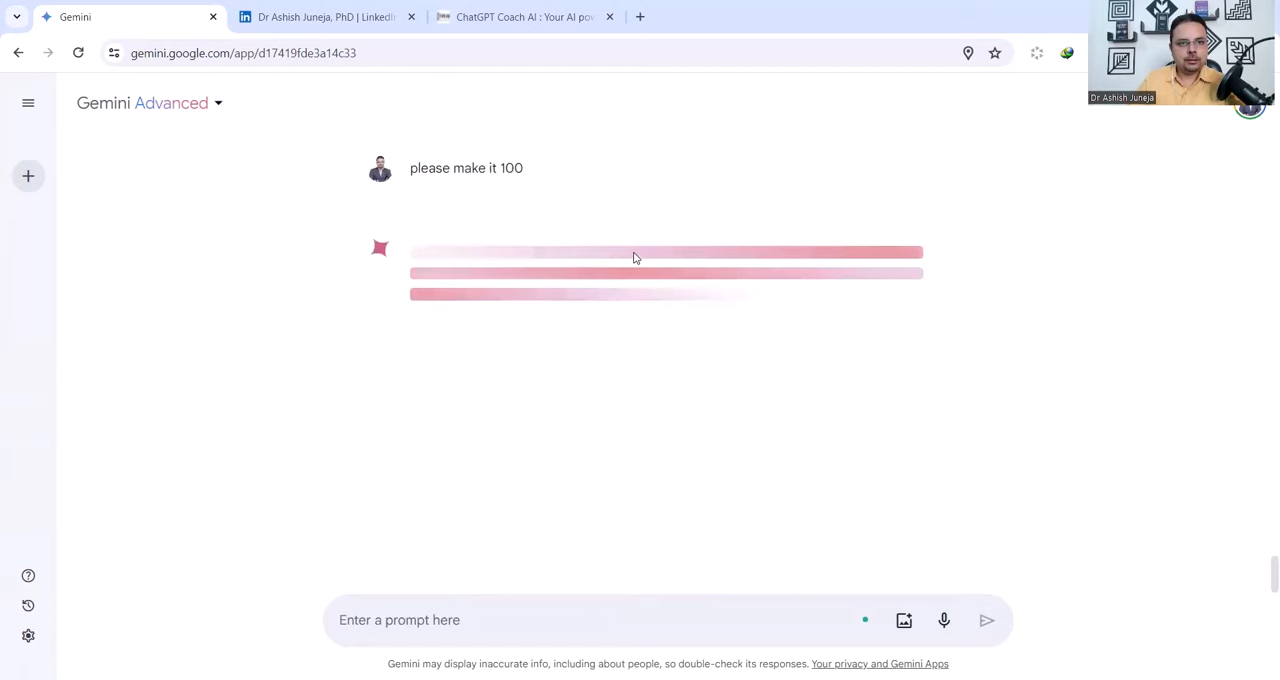 Gemini
Dr Ashish Juneja, PhD | LinkedIn
ChatGPT Coach AI : Your AI pow
gemini.google.com/app/d17419fde3a14c33
Dr Ashish Juneja
Gemini Advanced
please make it 100
Enter a prompt here
Gemini may display inaccurate info, including about people, so double-check its responses. Your privacy and Gemini Apps